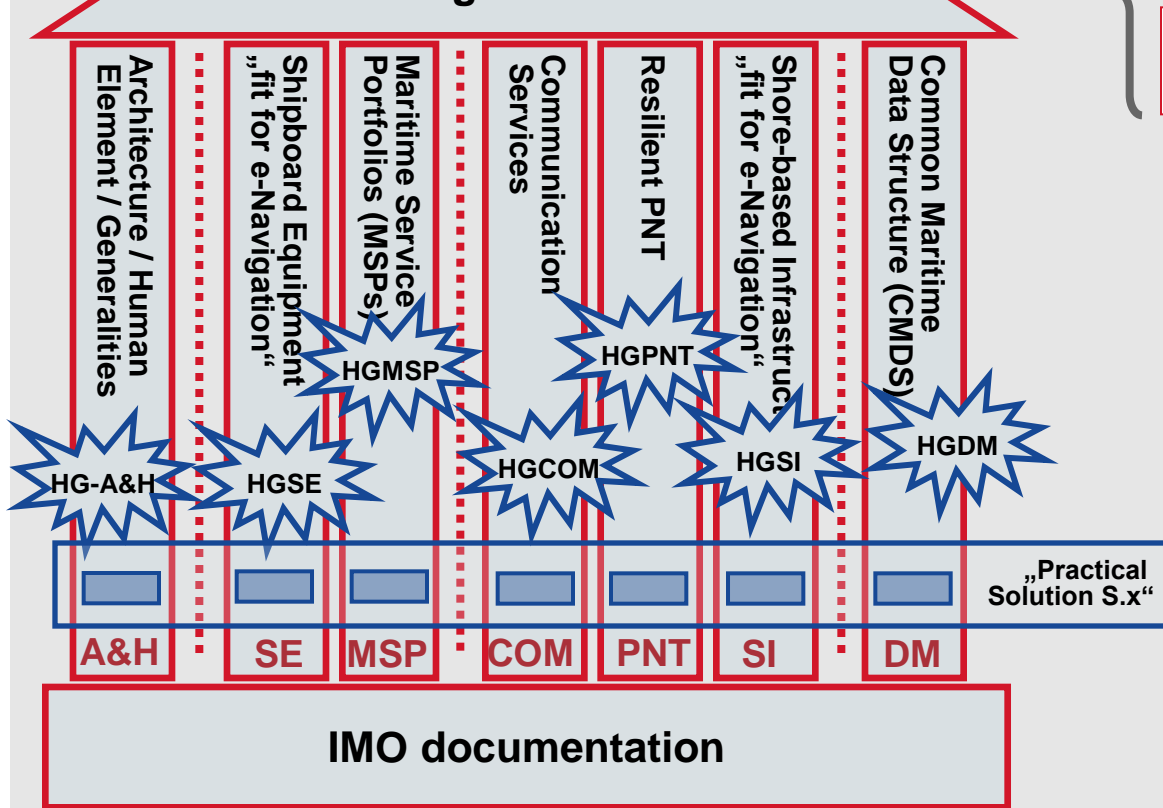 Architecture / Human
Element / Generalities
Shipboard Equipment
„fit for e-Navigation“
Maritime Service
Portfolios (MSPs)
Communication
Services
Resilient PNT
Shore-based Infrastruct
„fit for e-Navigation“
Common Maritime
Data Structure (CMDS)
HG-A&H
HGSE
HGMSP
HGCOM
HGPNT
HGSI
HGDM
„Practical
Solution S.x“
A&H
SE
MSP
COM
PNT
SI
DM
IMO documentation